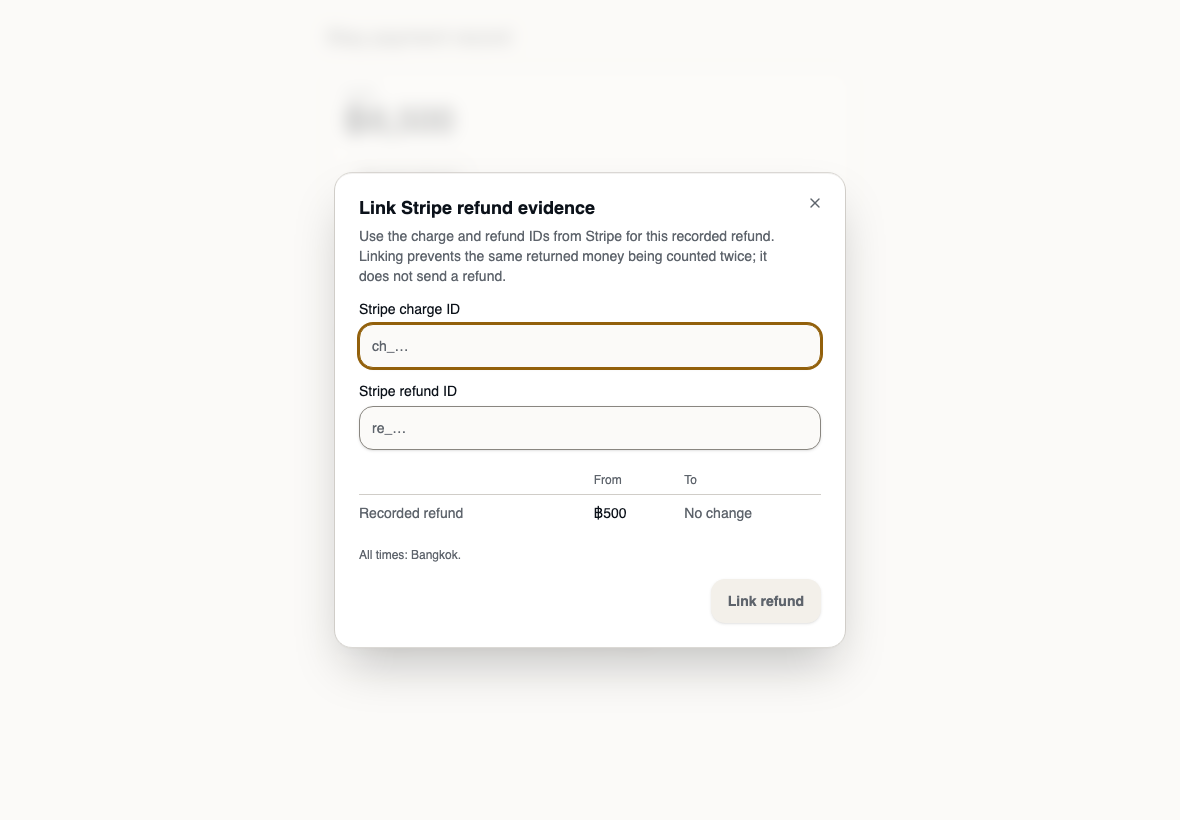 Link Stripe refund evidence
Use the charge and refund IDs from Stripe for this recorded refund.
Linking prevents the same returned money being counted twice; it
does not send a refund.
Stripe charge ID
ch_…
Stripe refund ID
re_…
From To
Recorded refund ฿500 No change
All times: Bangkok.
Link refund